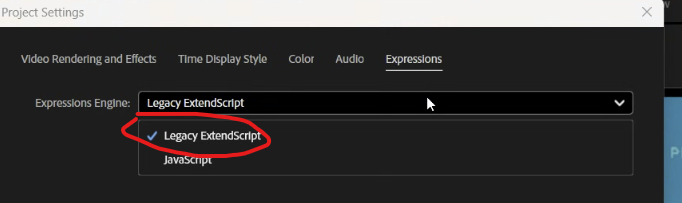 Project Settings
Video Rendering and Effects Time Display Style Color Audio Expressions
Expressions Engine: Legacy ExtendScript
Legacy ExtendScript
JavaScript